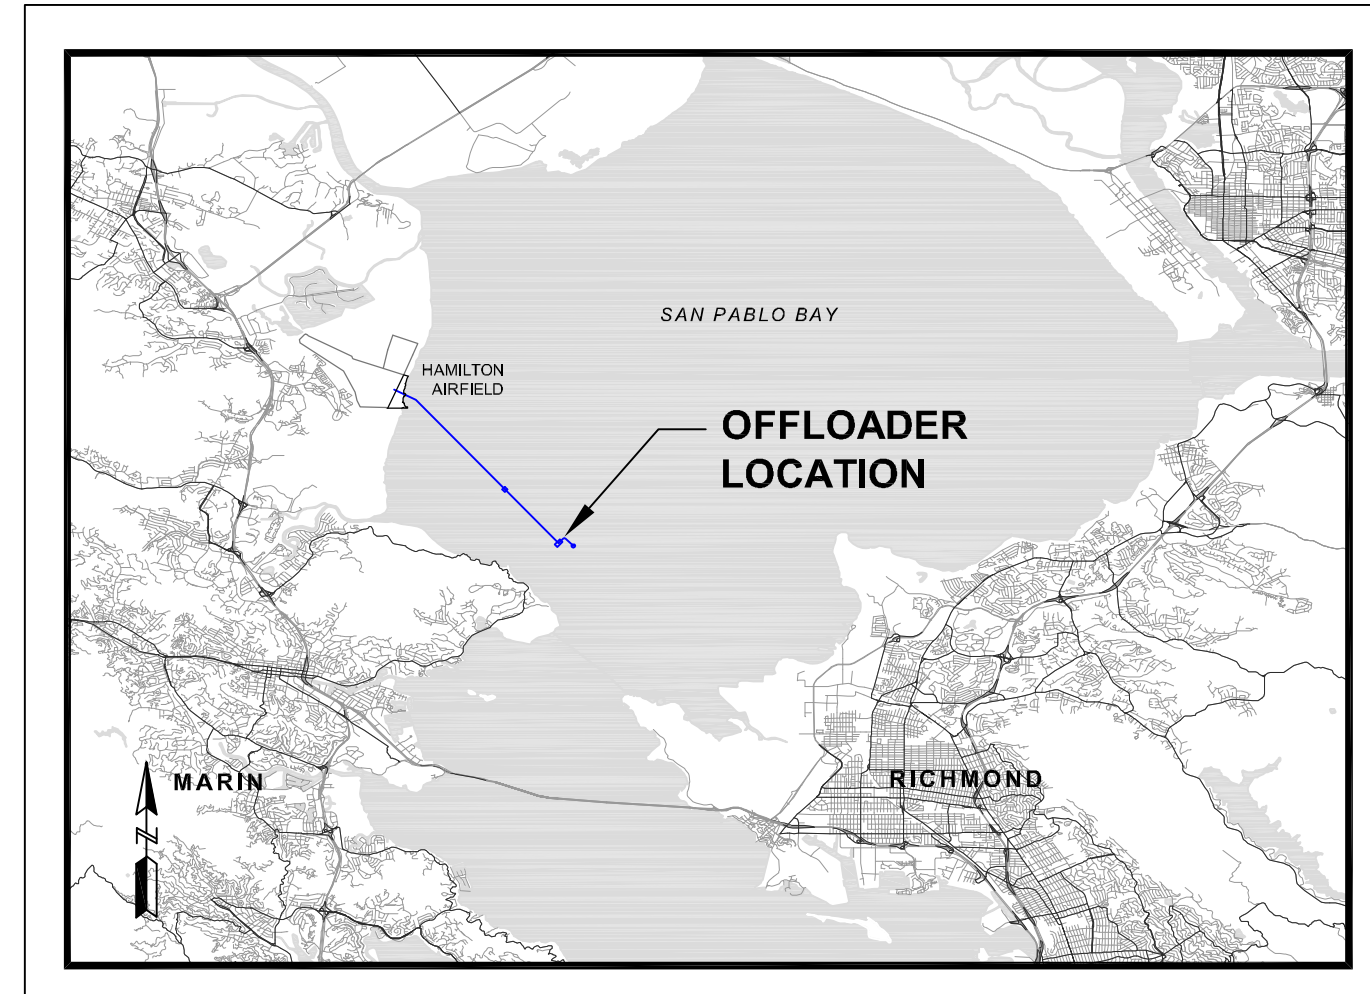 SAN PABLO BAY
HAMILTON
AIRFIELD
OFFLOADER
LOCATION
MARIN
RICHMOND
N